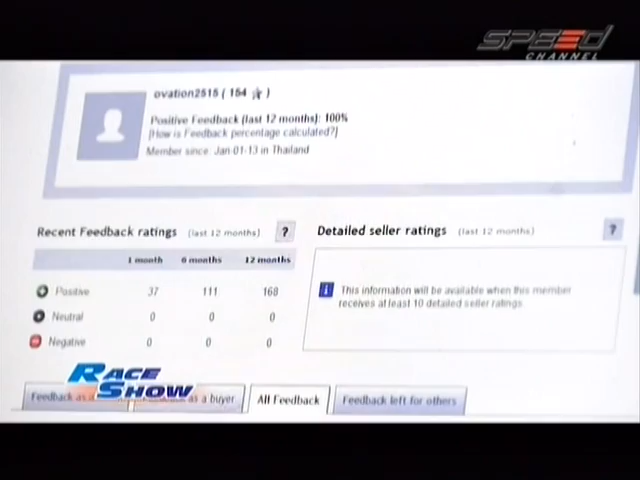 SPEED
CHANNEL
ovation2515 ( 154 )
Positive Feedback (last 12 months): 100%
[How is Feedback percentage calculated?]
Member since: Jan-01-13 in Thailand
Recent Feedback ratings (last 12 months) ?
Detailed seller ratings (last 12 months) ?
1 month 6 months 12 months
Positive 37 111 168
Neutral 0 0 0
Negative 0 0 0
i This information will be available when this member
receives at least 10 detailed seller ratings.
RACE
SHOW
Feedback as a
as a buyer
All Feedback
Feedback left for others